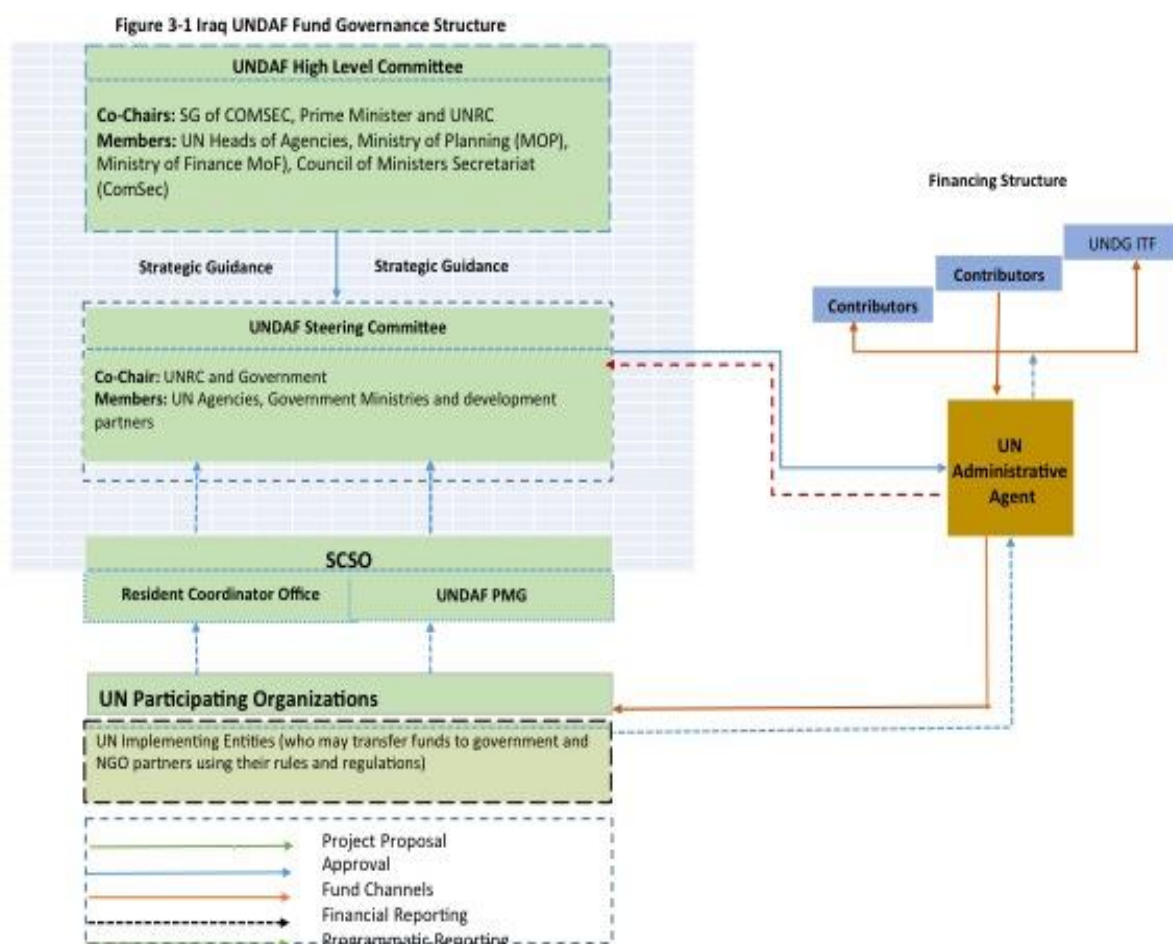 Figure 3-1 Iraq UNDAF Fund Governance Structure
UNDAF High Level Committee
Co-Chairs: SG of COMSEC, Prime Minister and UNRC
Members: UN Heads of Agencies, Ministry of Planning (MOP),
Ministry of Finance MoF), Council of Ministers Secretariat
(ComSec)
Strategic Guidance
Strategic Guidance
UNDAF Steering Committee
Co-Chair: UNRC and Government
Members: UN Agencies, Government Ministries and development
partners
SCSO
Resident Coordinator Office
UNDAF PMG
UN Participating Organizations
UN Implementing Entities (who may transfer funds to government and
NGO partners using their rules and regulations)
Project Proposal
Approval
Fund Channels
Financial Reporting
Programmatic Reporting
Financing Structure
UNDG ITF
Contributors
Contributors
UN
Administrative
Agent